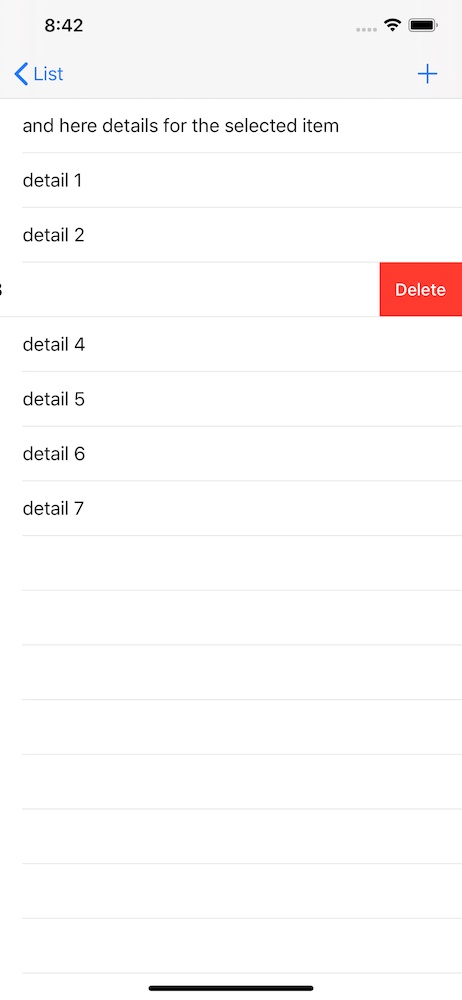 8:42
List
and here details for the selected item
detail 1
detail 2
3 Delete
detail 4
detail 5
detail 6
detail 7